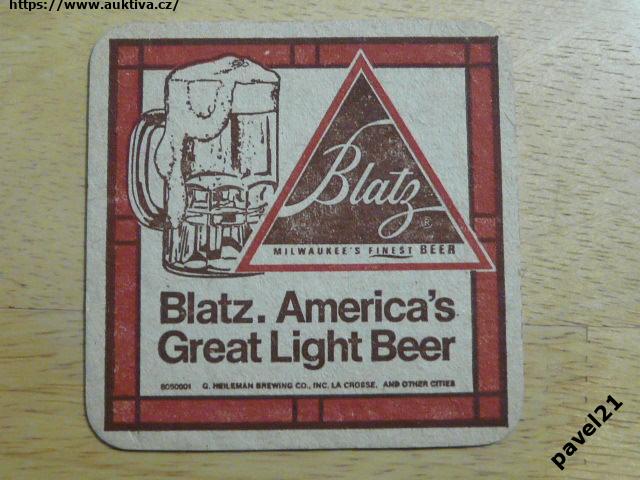 https://www.auktiva.cz/
Blatz
®
MILWAUKEE'S FINEST BEER
Blatz. America's
Great Light Beer
8050601 G. HEILEMAN BREWING CO., INC. LA CROSSE, AND OTHER CITIES
pavel21